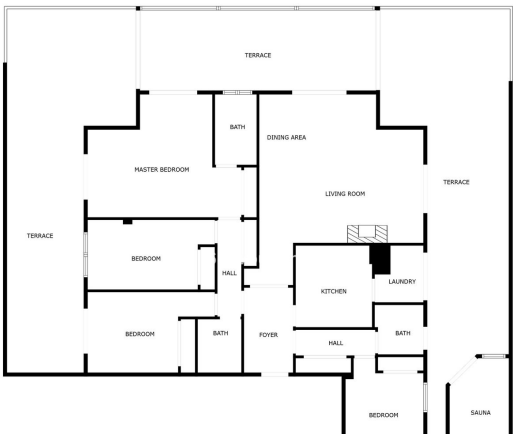 TERRACE
BATH
DINING AREA
MASTER BEDROOM
TERRACE
LIVING ROOM
TERRACE
BEDROOM
HALL
LAUNDRY
KITCHEN
BEDROOM
BATH
FOYER
BATH
HALL
BEDROOM
SAUNA